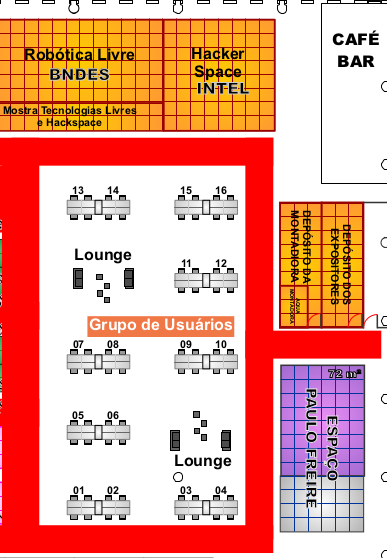 Robótica Livre
BNDES
Hacker
Space
INTEL
Mostra Tecnologias Livres
e Hackspace
CAFÉ
BAR
13 14
15 16
Lounge
11 12
DEPÓSITO DA
MONTADORA
DEPÓSITO DOS
EXPOSITORES
Grupo de Usuários
07 08
09 10
72 m²
ESPAÇO
PAULO FREIRE
05 06
Lounge
01 02
03 04